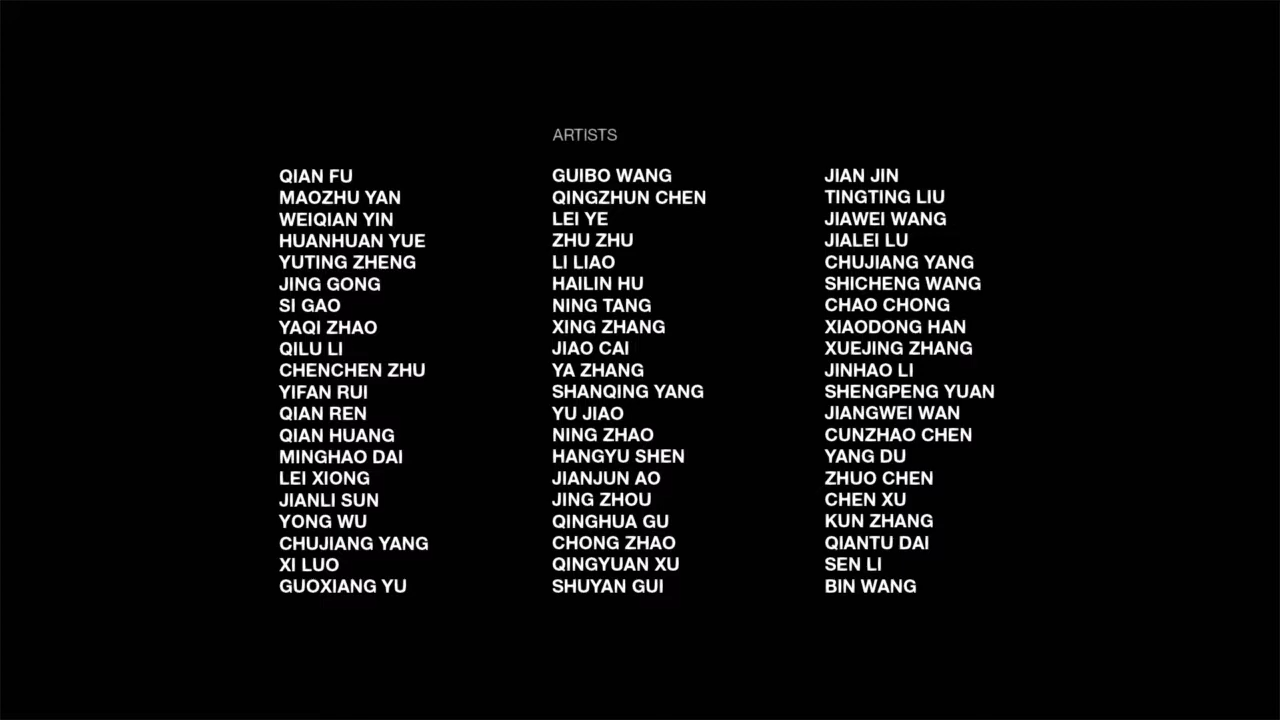 ARTISTS
QIAN FU
MAOZHU YAN
WEIQIAN YIN
HUANHUAN YUE
YUTING ZHENG
JING GONG
SI GAO
YAQI ZHAO
QILU LI
CHENCHEN ZHU
YIFAN RUI
QIAN REN
QIAN HUANG
MINGHAO DAI
LEI XIONG
JIANLI SUN
YONG WU
CHUJIANG YANG
XI LUO
GUOXIANG YU
GUIBO WANG
QINGZHUN CHEN
LEI YE
ZHU ZHU
LI LIAO
HAILIN HU
NING TANG
XING ZHANG
JIAO CAI
YA ZHANG
SHANQING YANG
YU JIAO
NING ZHAO
HANGYU SHEN
JIANJUN AO
JING ZHOU
QINGHUA GU
CHONG ZHAO
QINGYUAN XU
SHUYAN GUI
JIAN JIN
TINGTING LIU
JIAWEI WANG
JIALEI LU
CHUJIANG YANG
SHICHENG WANG
CHAO CHONG
XIAODONG HAN
XUEJING ZHANG
JINHAO LI
SHENGPENG YUAN
JIANGWEI WAN
CUNZHAO CHEN
YANG DU
ZHUO CHEN
CHEN XU
KUN ZHANG
QIANTU DAI
SEN LI
BIN WANG